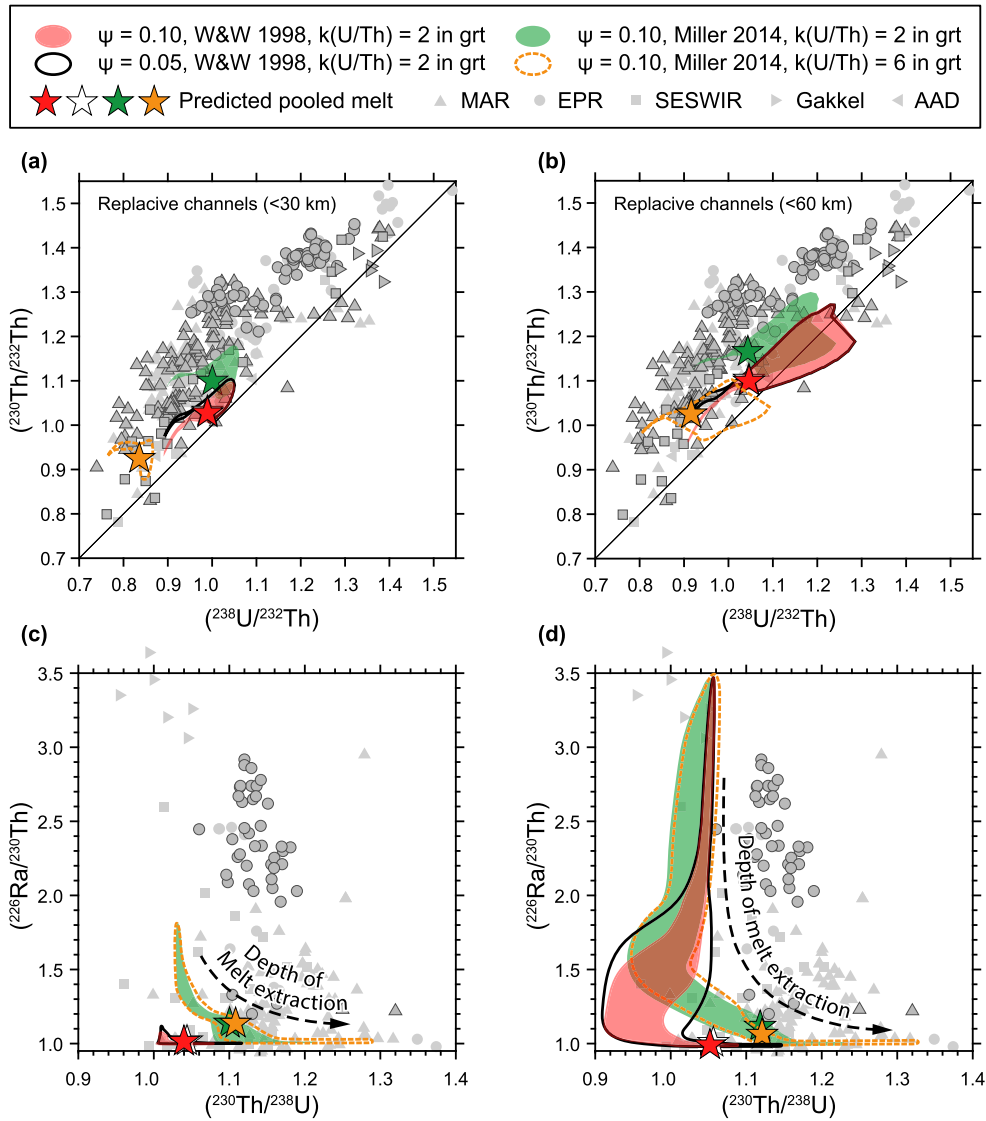 ψ = 0.10, W&W 1998, k(U/Th) = 2 in grt
ψ = 0.10, Miller 2014, k(U/Th) = 2 in grt
ψ = 0.05, W&W 1998, k(U/Th) = 2 in grt
ψ = 0.10, Miller 2014, k(U/Th) = 6 in grt
Predicted pooled melt
MAR
EPR
SESWIR
Gakkel
AAD
(a)
Replacive channels (<30 km)
1.5
1.4
1.3
1.2
1.1
1.0
0.9
0.8
0.7
(²³⁰Th/²³²Th)
0.7 0.8 0.9 1.0 1.1 1.2 1.3 1.4 1.5
(²³⁸U/²³²Th)
(b)
Replacive channels (<60 km)
1.5
1.4
1.3
1.2
1.1
1.0
0.9
0.8
0.7
(²³⁰Th/²³²Th)
0.7 0.8 0.9 1.0 1.1 1.2 1.3 1.4 1.5
(²³⁸U/²³²Th)
(c)
3.5
3.0
2.5
2.0
1.5
1.0
(²²⁶Ra/²³⁰Th)
Depth of
Melt extraction
0.9 1.0 1.1 1.2 1.3 1.4
(²³⁰Th/²³⁸U)
(d)
3.5
3.0
2.5
2.0
1.5
1.0
(²²⁶Ra/²³⁰Th)
Depth of melt extraction
0.9 1.0 1.1 1.2 1.3 1.4
(²³⁰Th/²³⁸U)